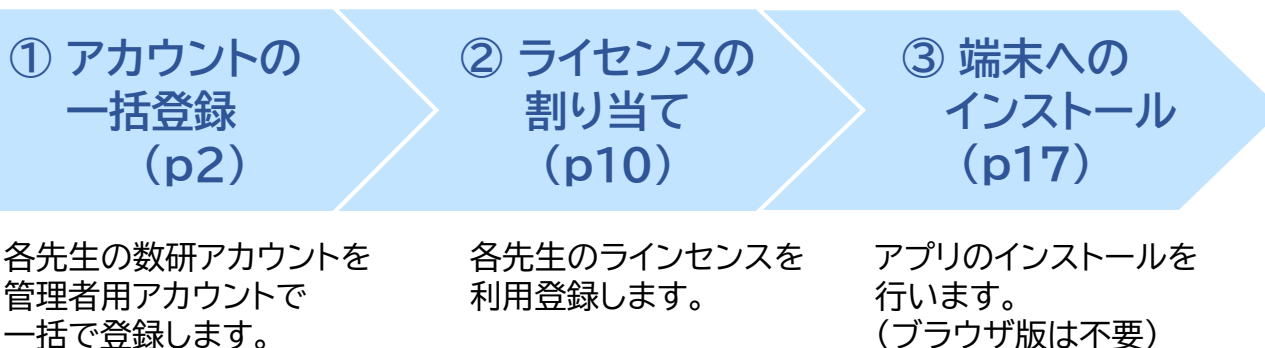 ① アカウントの
一括登録
（p2）
② ライセンスの
割り当て
（p10）
③ 端末への
インストール
（p17）
各先生の数研アカウントを
管理者用アカウントで
一括で登録します。
各先生のラインセンスを
利用登録します。
アプリのインストールを
行います。
（ブラウザ版は不要）